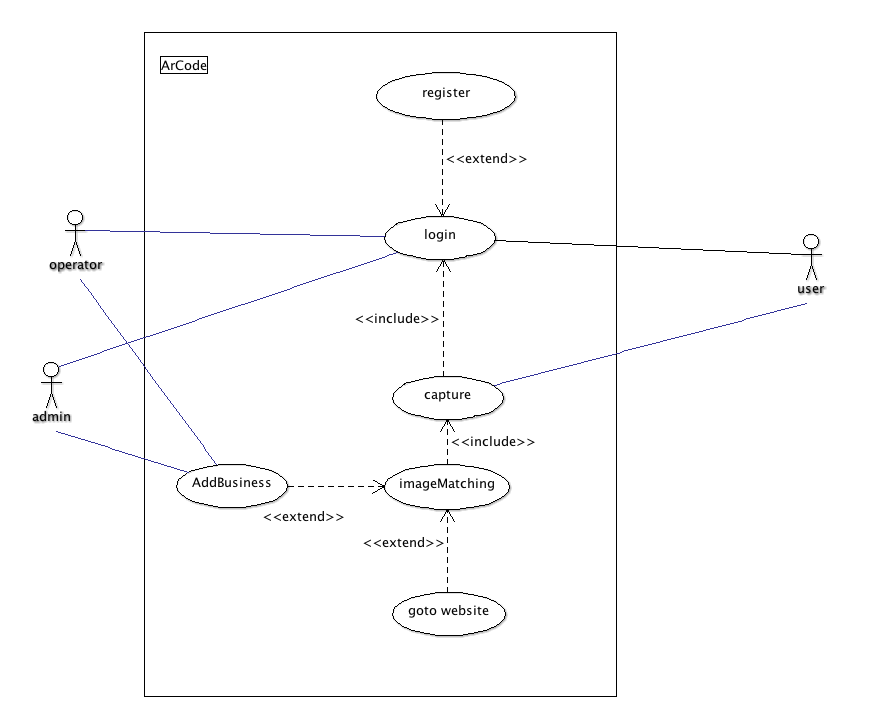 ArCode
register
<<extend>>
login
operator
user
<<include>>
capture
admin
<<include>>
AddBusiness
imageMatching
<<extend>>
<<extend>>
goto website